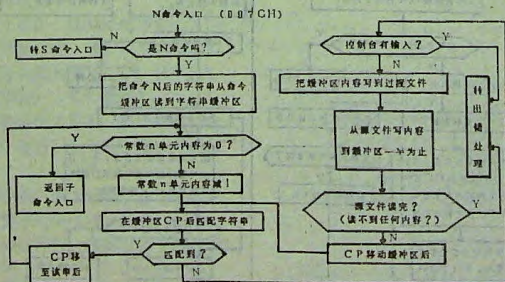 N命令入口 (007GH)
N
转S命令入口
是N命令吗?
Y
把命令N后的字符串从命令
缓冲区读到字符串缓冲区
Y
常数n单元内容为0?
N
返回子
命令入口
常数n单元内容减1
在缓冲区CP后匹配字符串
Y
CP移
至该串后
匹配到?
N
控制台有输入?
Y
N
把缓冲区内容写到过渡文件
从源文件写内容
到缓冲区一半为止
转
出
错
处
理
源文件读完?
(读不到任何内容?)
Y
N
CP移动缓冲区后